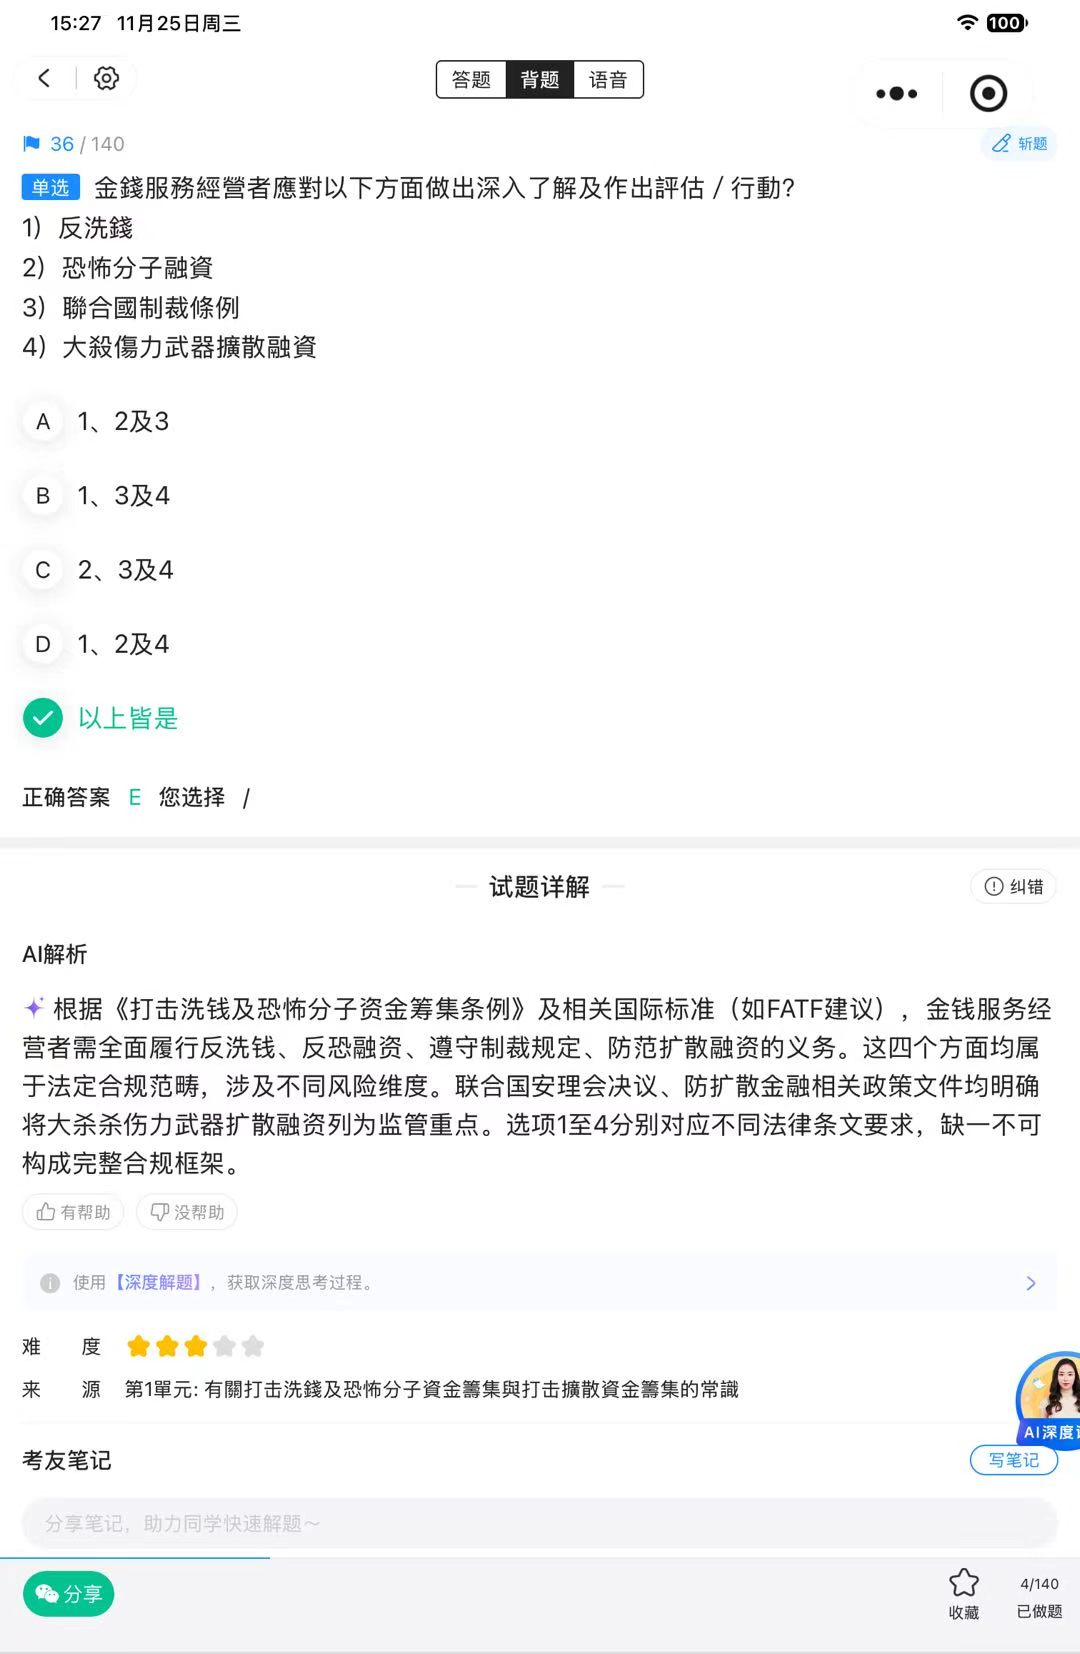 15:27 11月25日周三
100
答题 背题 语音
36 / 140
斩题
单选 金錢服務經營者應對以下方面做出深入了解及作出評估 / 行動?
1) 反洗錢
2) 恐怖分子融資
3) 聯合國制裁條例
4) 大殺傷力武器擴散融資
A 1、2及3
B 1、3及4
C 2、3及4
D 1、2及4
以上皆是
正确答案 E 您选择 /
试题详解
纠错
AI解析
根据《打击洗钱及恐怖分子资金筹集条例》及相关国际标准（如FATF建议），金钱服务经
营者需全面履行反洗钱、反恐融资、遵守制裁规定、防范扩散融资的义务。这四个方面均属
于法定合规范畴，涉及不同风险维度。联合国安理会决议、防扩散金融相关政策文件均明确
将大杀杀伤力武器扩散融资列为监管重点。选项1至4分别对应不同法律条文要求，缺一不可
构成完整合规框架。
有帮助 没帮助
使用【深度解题】，获取深度思考过程。
难 度
来 源 第1單元: 有關打击洗錢及恐怖分子資金籌集與打击擴散資金籌集的常識
AI深度
考友笔记
写笔记
分享笔记，助力同学快速解题～
分享
收藏
4/140
已做题